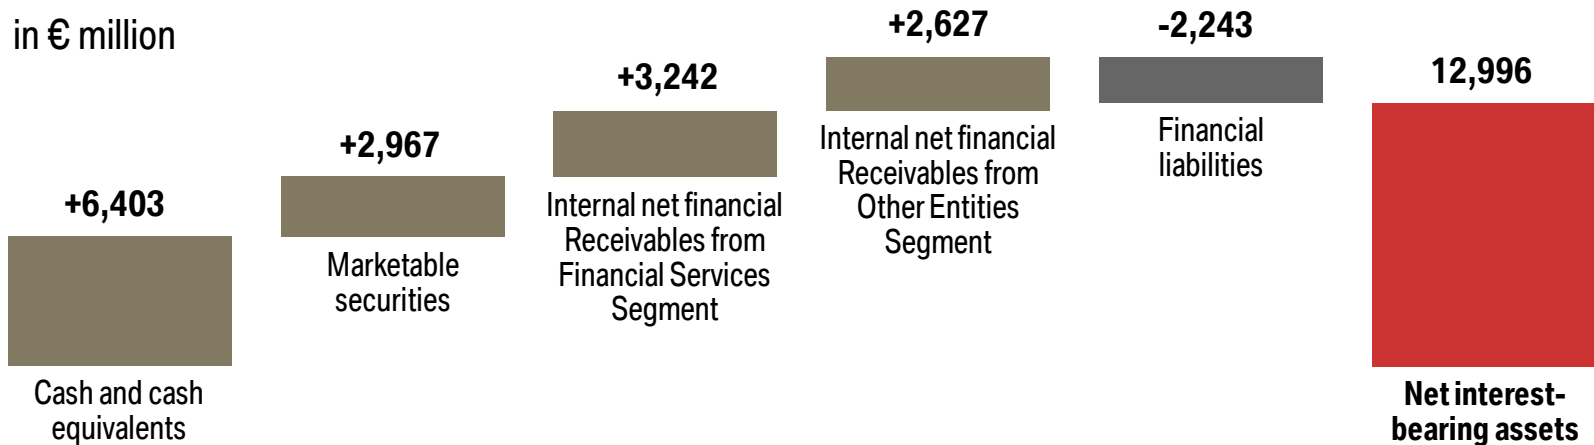 in € million
+6,403
Cash and cash
equivalents
+2,967
Marketable
securities
+3,242
Internal net financial
Receivables from
Financial Services
Segment
+2,627
Internal net financial
Receivables from
Other Entities
Segment
-2,243
Financial
liabilities
12,996
Net interest-
bearing assets